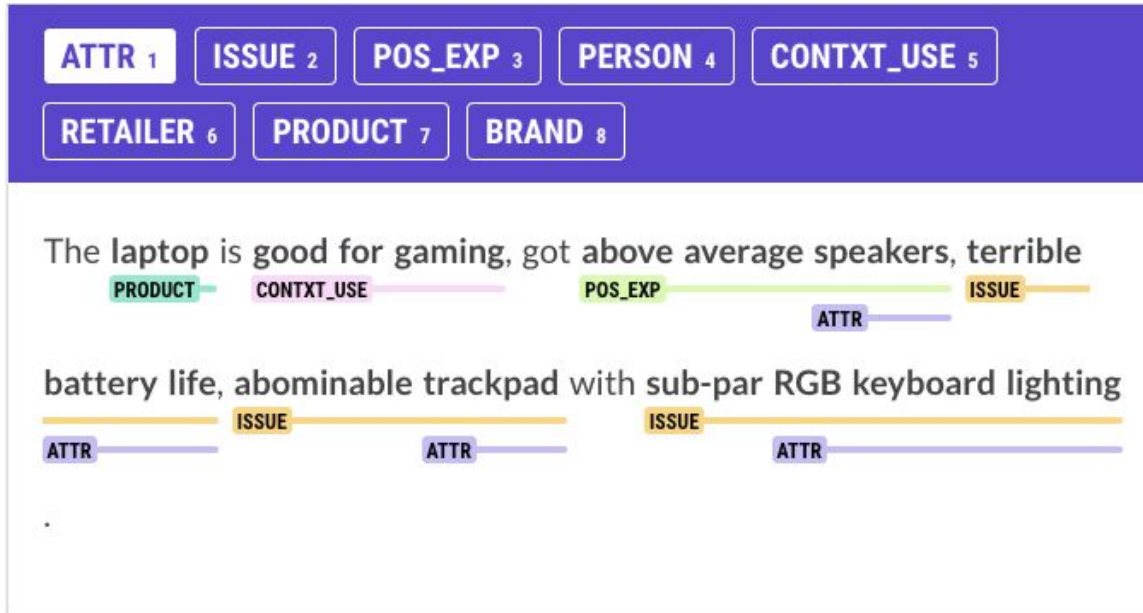 ATTR 1 ISSUE 2 POS_EXP 3 PERSON 4 CONTXT_USE 5
RETAILER 6 PRODUCT 7 BRAND 8
The laptop is good for gaming, got above average speakers, terrible
PRODUCT CONTXT_USE POS_EXP ISSUE
ATTR
battery life, abominable trackpad with sub-par RGB keyboard lighting
ISSUE ISSUE
ATTR ATTR ATTR
.